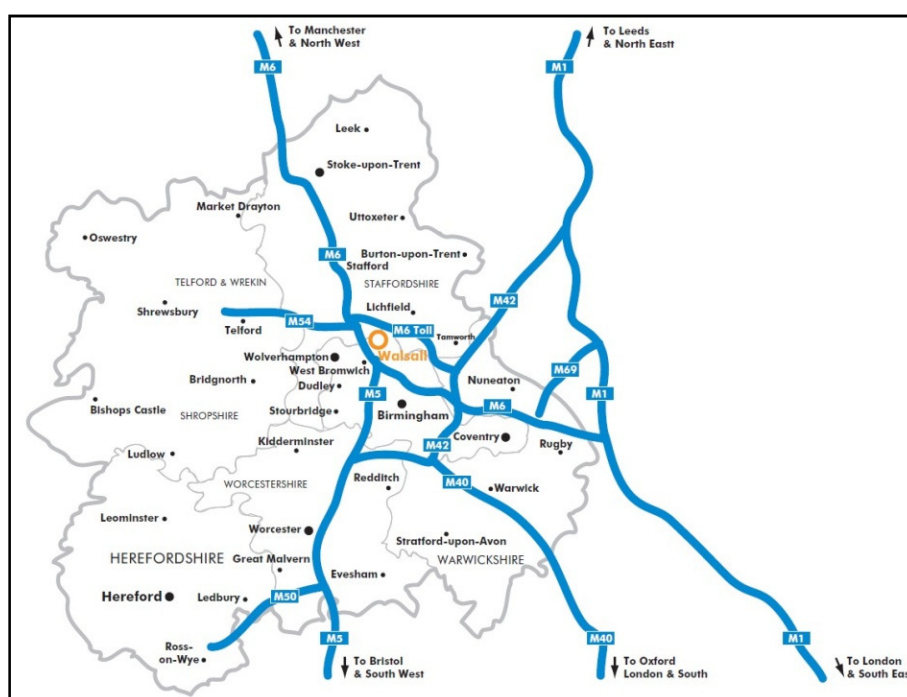 To Manchester
& North West
To Leeds
& North Eastt
M6
M1
Leek
Stoke-upon-Trent
Market Drayton
Uttoxeter
Oswestry
M6
Burton-upon-Trent
Stafford
TELFORD & WREKIN
STAFFORDSHIRE
M42
Shrewsbury
Lichfield
Telford
M54
M6 Toll
Tamworth
Wolverhampton
Walsall
West Bromwich
M69
Bridgnorth
Dudley
M5
Nuneaton
M1
Bishops Castle
SHROPSHIRE
Stourbridge
Birmingham
M6
Kidderminster
M42
Coventry
Rugby
Ludlow
WORCESTERSHIRE
Redditch
M40
Warwick
Leominster
Worcester
Stratford-upon-Avon
HEREFORDSHIRE
Great Malvern
WARWICKSHIRE
Evesham
Hereford
Ledbury
M50
Ross-
on-Wye
M5
M40
M1
To Bristol
& South West
To Oxford
London & South
To London
& South East